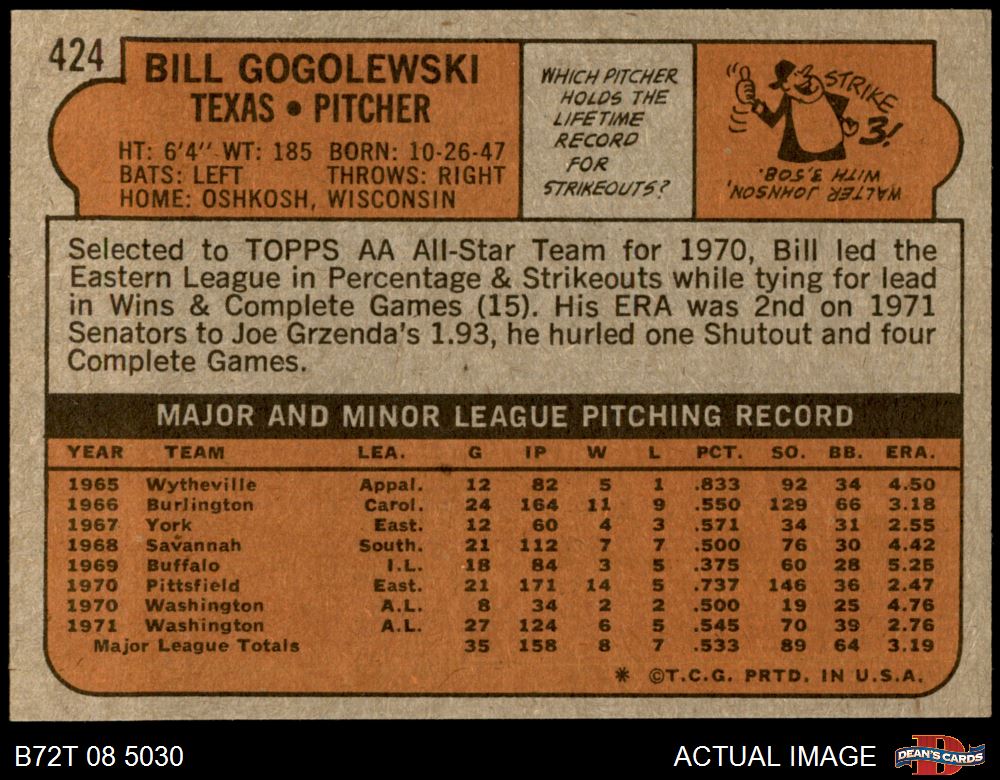 424
BILL GOGOLEWSKI
TEXAS • PITCHER
HT: 6'4" WT: 185 BORN: 10-26-47
BATS: LEFT THROWS: RIGHT
HOME: OSHKOSH, WISCONSIN
WHICH PITCHER
HOLDS THE
LIFETIME
RECORD
FOR
STRIKEOUTS?
STRIKE
3!
WALTER JOHNSON,
WITH 3,508.
Selected to TOPPS AA All-Star Team for 1970, Bill led the
Eastern League in Percentage & Strikeouts while tying for lead
in Wins & Complete Games (15). His ERA was 2nd on 1971
Senators to Joe Grzenda's 1.93, he hurled one Shutout and four
Complete Games.
MAJOR AND MINOR LEAGUE PITCHING RECORD
YEAR TEAM LEA. G IP W L PCT. SO. BB. ERA.
1965 Wytheville Appal. 12 82 5 1 .833 92 34 4.50
1966 Burlington Carol. 24 164 11 9 .550 129 66 3.18
1967 York East. 12 60 4 3 .571 34 31 2.55
1968 Savannah South. 21 112 7 7 .500 76 30 4.42
1969 Buffalo I.L. 18 84 3 5 .375 60 28 5.25
1970 Pittsfield East. 21 171 14 5 .737 146 36 2.47
1970 Washington A.L. 8 34 2 2 .500 19 25 4.76
1971 Washington A.L. 27 124 6 5 .545 70 39 2.76
Major League Totals 35 158 8 7 .533 89 64 3.19
* ©T.C.G. PRTD. IN U.S.A.
B72T 08 5030
ACTUAL IMAGE
DEAN'S CARDS